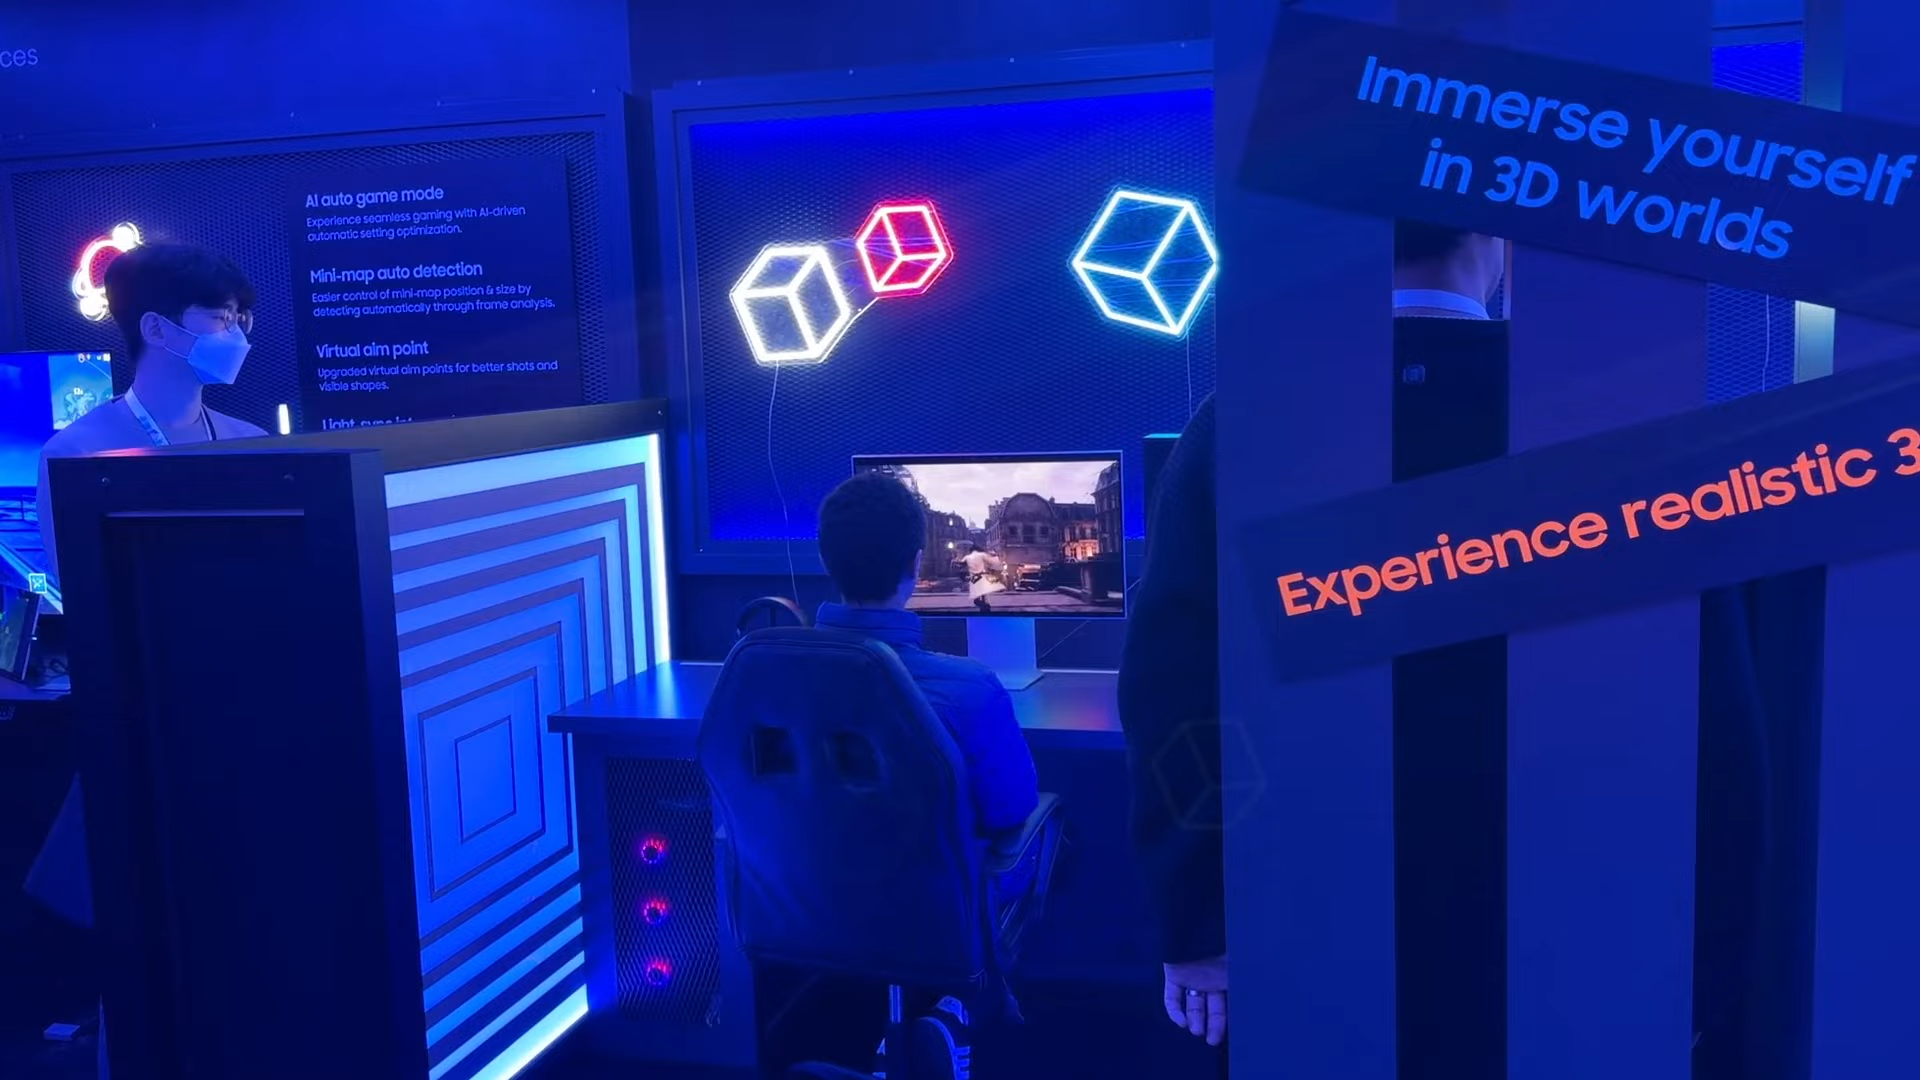 ces
AI auto game mode
Experience seamless gaming with AI-driven
automatic setting optimization.
Mini-map auto detection
Easier control of mini-map position & size by
detecting automatically through frame analysis.
Virtual aim point
Upgraded virtual aim points for better shots and
visible shapes.
Immerse yourself
in 3D worlds
Experience realistic 3